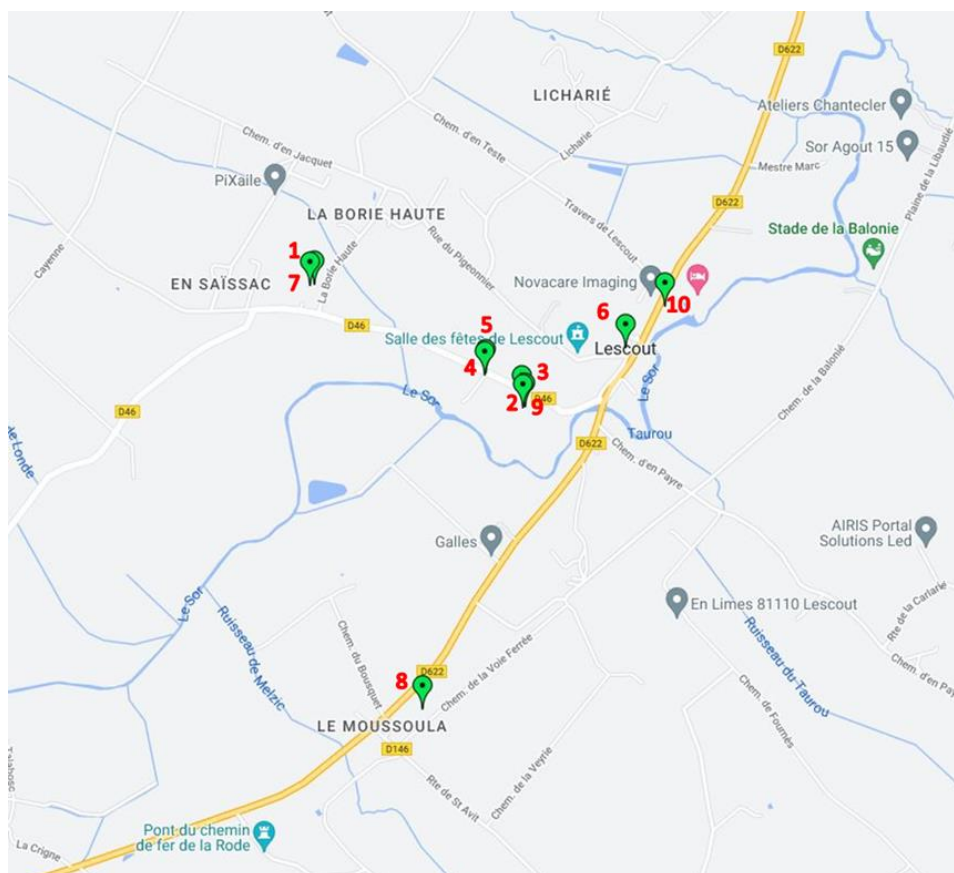 D622
LICHARIÉ
Ateliers Chantecler
Chem. d'en Jacquet
Chem. d'en Teste
Licharie
Sor Agout 15
PiXaile
Mestre Marc
Plaine de la Libaudié
D622
LA BORIE HAUTE
Travers de Lescout
Stade de la Balonie
Rue du Pigeonnier
Cayenne
1
La Borie Haute
EN SAÏSSAC
7
Novacare Imaging
10
6
D46
5
Salle des fêtes de Lescout
Lescout
4
3
Le Sor
Chem. de la Balonié
Le Sor
2
9
D46
D46
Taurou
D622
de Londe
Chem. d'en Payre
AIRIS Portal
Solutions Led
Galles
Le Sor
En Limes 81110 Lescout
Rte de la Carlarié
Ruisseau de Melzic
Chem. du Bousquet
Ruisseau du Taurou
Chem. de la Voie Ferrée
Chem. d'en Pay
D622
8
LE MOUSSOULA
Chem. de Fournés
D146
Chem. de la Veyrie
Rte de St Avit
Pont du chemin
de fer de la Rode
La Crigne